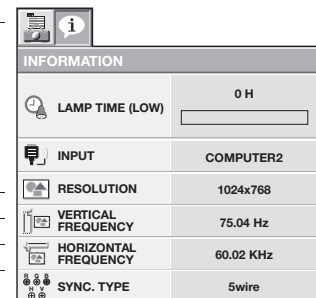 i
INFORMATION
LAMP TIME (LOW)
0 H
INPUT
COMPUTER2
RESOLUTION
1024x768
VERTICAL
FREQUENCY
75.04 Hz
HORIZONTAL
FREQUENCY
60.02 KHz
R G B
H V
SYNC. TYPE
5wire